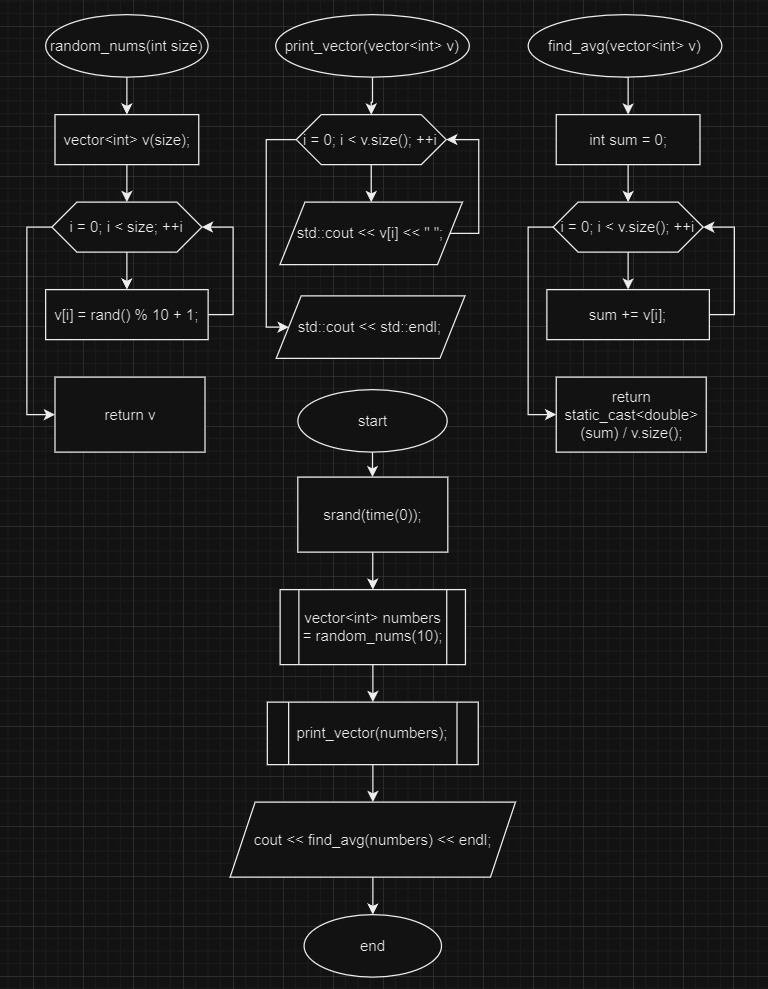 random_nums(int size)
vector<int> v(size);
i = 0; i < size; ++i
v[i] = rand() % 10 + 1;
return v
print_vector(vector<int> v)
i = 0; i < v.size(); ++i
std::cout << v[i] << " ";
std::cout << std::endl;
find_avg(vector<int> v)
int sum = 0;
i = 0; i < v.size(); ++i
sum += v[i];
return
static_cast<double>
(sum) / v.size();
start
srand(time(0));
vector<int> numbers
= random_nums(10);
print_vector(numbers);
cout << find_avg(numbers) << endl;
end